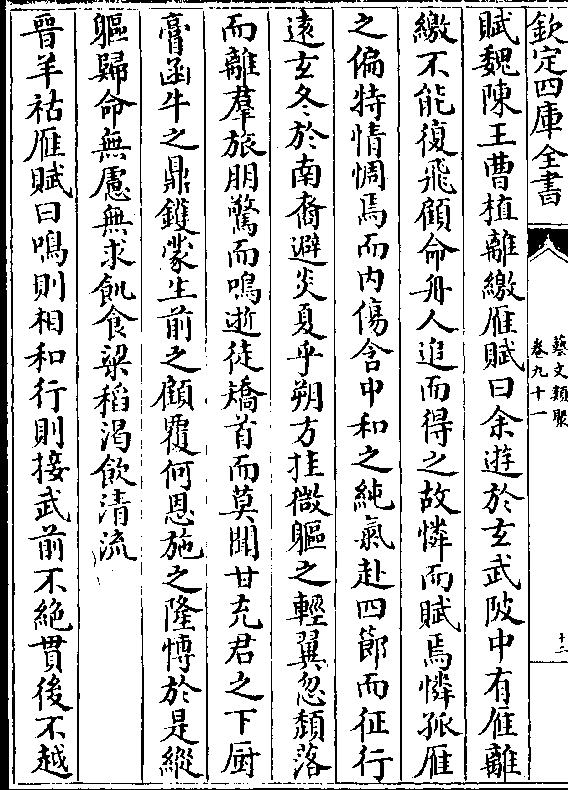 欽定四庫全書
藝文類聚
卷九十一
十二
賦魏陳王曹植離繳雁賦曰余遊於玄武陂中有雁離
繳不能復飛顧命舟人追而得之故憐而賦焉憐孤雁
之偏特情惆焉而內傷含中和之純氣赴四節而征行
遠玄冬於南裔避炎夏乎朔方挂微軀之輕翼忽頹落
而離羣旅朋驚而鳴逝徒矯首而莫聞甘充君之下厨
膏函牛之鼎鑊蒙生前之顧覆何恩施之隆愽於是縱
軀歸命無慮無求飢食粱稻渴飲清流
晉羊祜雁賦曰鳴則相和行則接武前不絶貫後不越